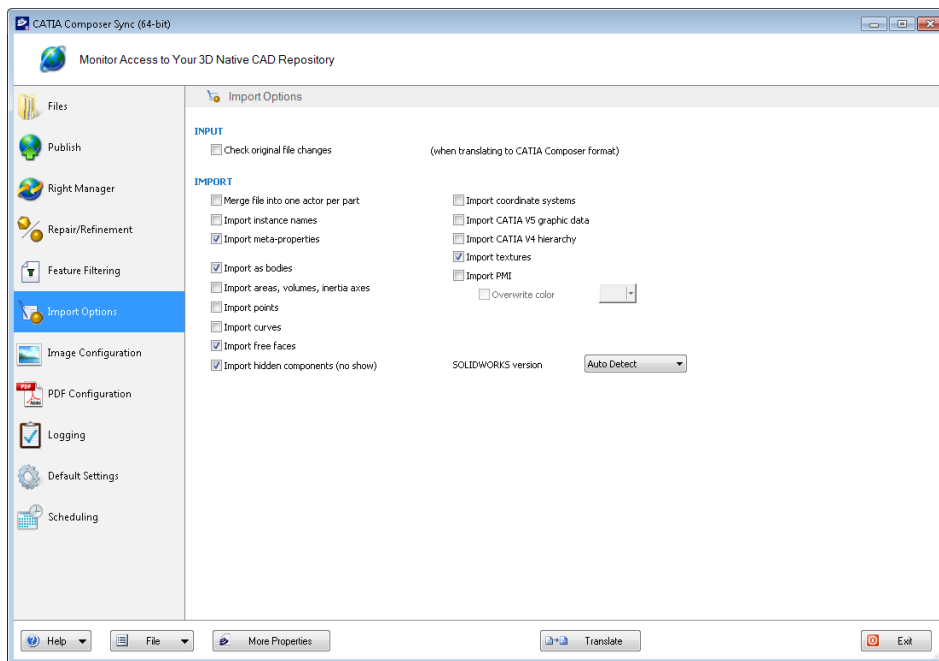 CATIA Composer Sync (64-bit)
Monitor Access to Your 3D Native CAD Repository
Files
Publish
Right Manager
Repair/Refinement
Feature Filtering
Import Options
Image Configuration
PDF Configuration
Logging
Default Settings
Scheduling
Import Options
INPUT
Check original file changes (when translating to CATIA Composer format)
IMPORT
Merge file into one actor per part
Import instance names
Import meta-properties
Import as bodies
Import areas, volumes, inertia axes
Import points
Import curves
Import free faces
Import hidden components (no show)
Import coordinate systems
Import CATIA V5 graphic data
Import CATIA V4 hierarchy
Import textures
Import PMI
Overwrite color
SOLIDWORKS version Auto Detect
Help File More Properties Translate Exit